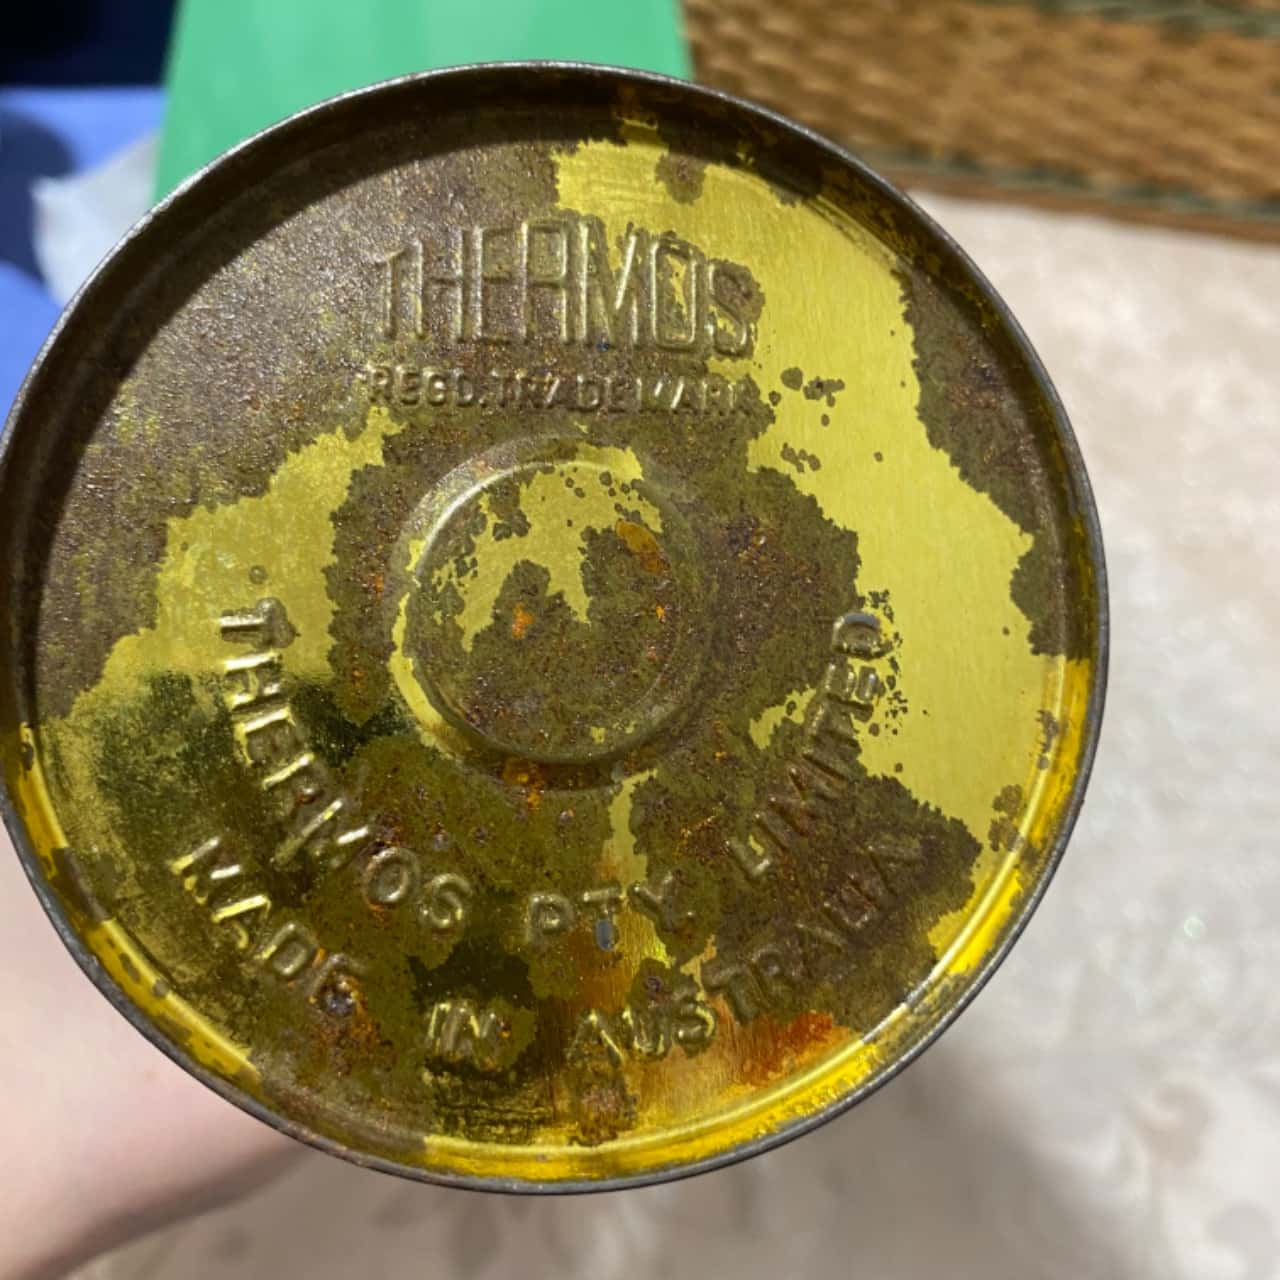 THERMOS
REGD. TRADE MARK
THERMOS PTY. LIMITED
MADE IN AUSTRALIA